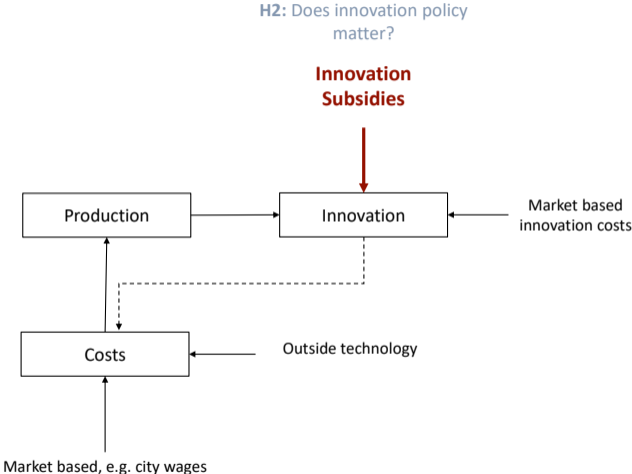 H2: Does innovation policy
matter?
Innovation
Subsidies
Production
Innovation
Market based
innovation costs
Costs
Outside technology
Market based, e.g. city wages